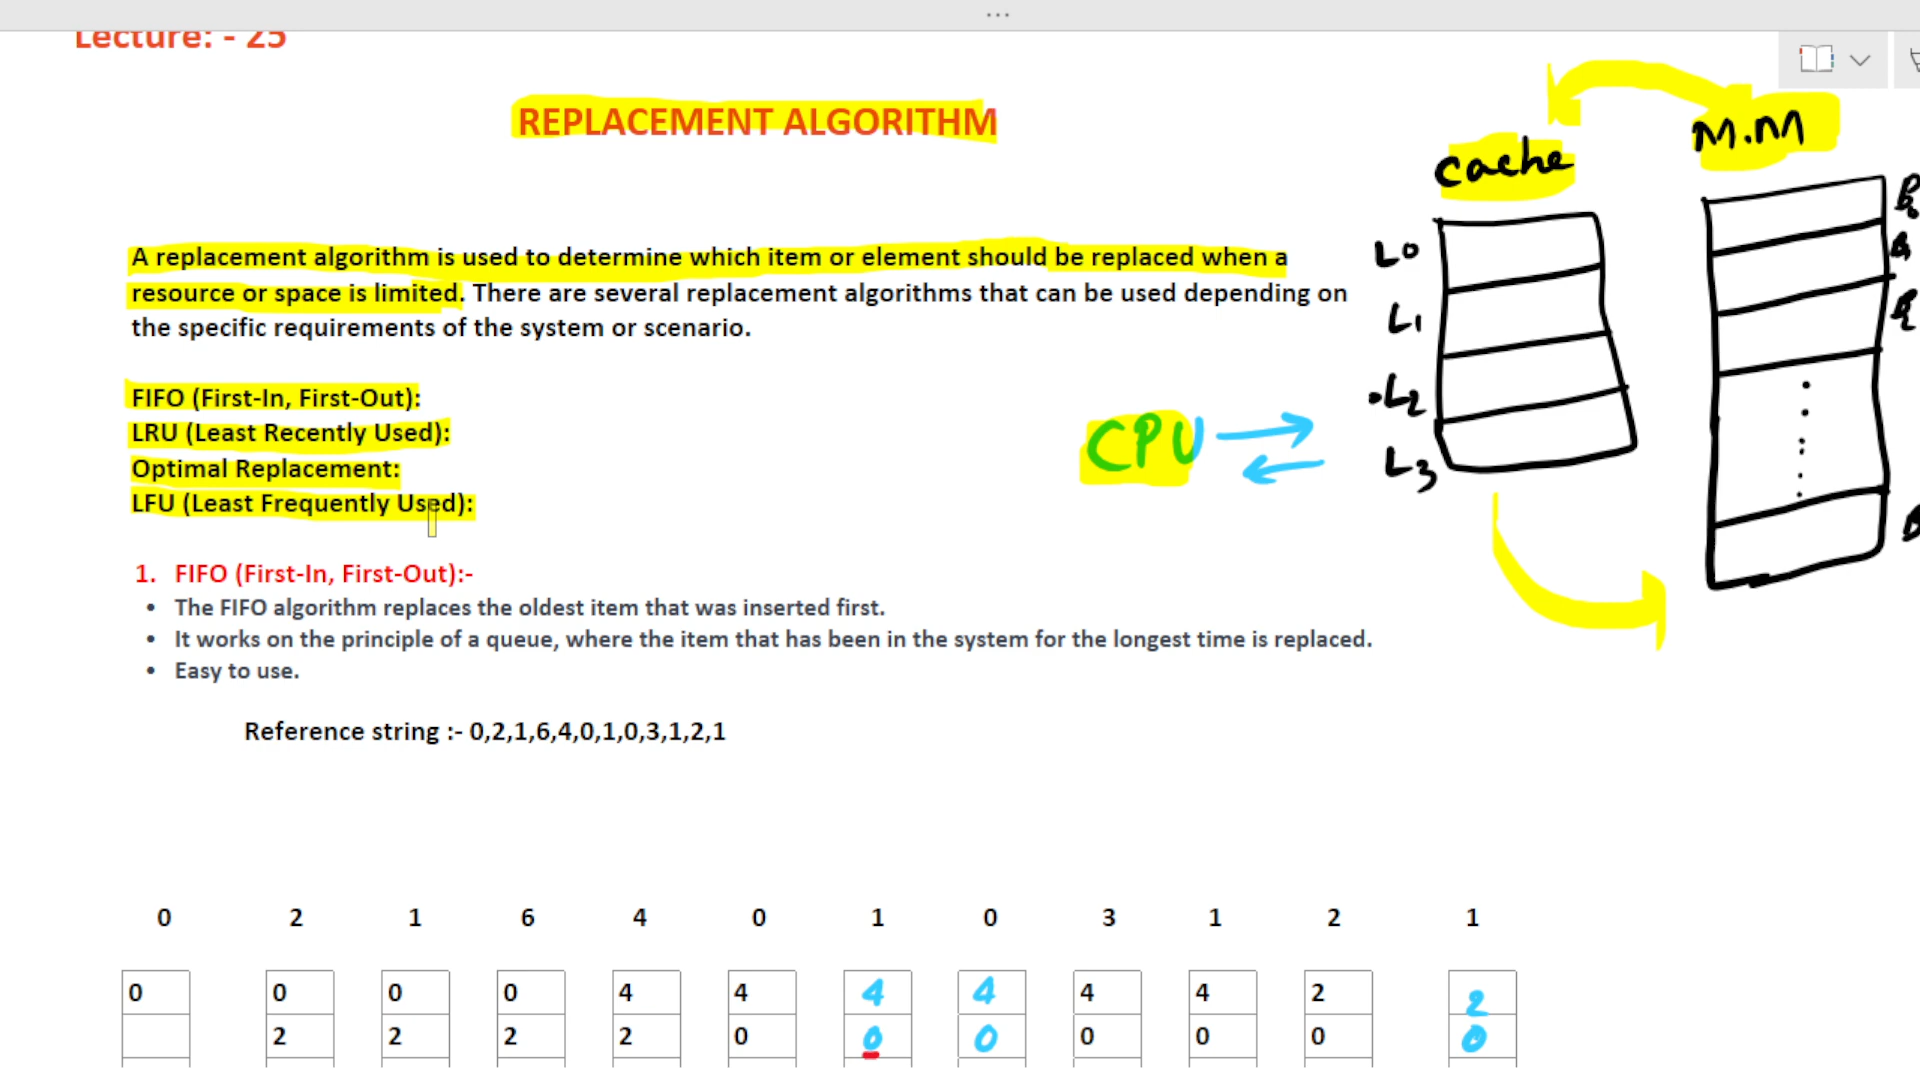 Lecture: - 25
REPLACEMENT ALGORITHM
A replacement algorithm is used to determine which item or element should be replaced when a
resource or space is limited. There are several replacement algorithms that can be used depending on
the specific requirements of the system or scenario.
FIFO (First-In, First-Out):
LRU (Least Recently Used):
Optimal Replacement:
LFU (Least Frequently Used):
cache
M.M
L0
L1
L2
L3
CPU
1. FIFO (First-In, First-Out):-
• The FIFO algorithm replaces the oldest item that was inserted first.
• It works on the principle of a queue, where the item that has been in the system for the longest time is replaced.
• Easy to use.
Reference string :- 0,2,1,6,4,0,1,0,3,1,2,1
0 2 1 6 4 0 1 0 3 1 2 1
0 0 0 0 4 4 4 4 4 4 2 2
2 2 2 2 0 0 0 0 0 0 0